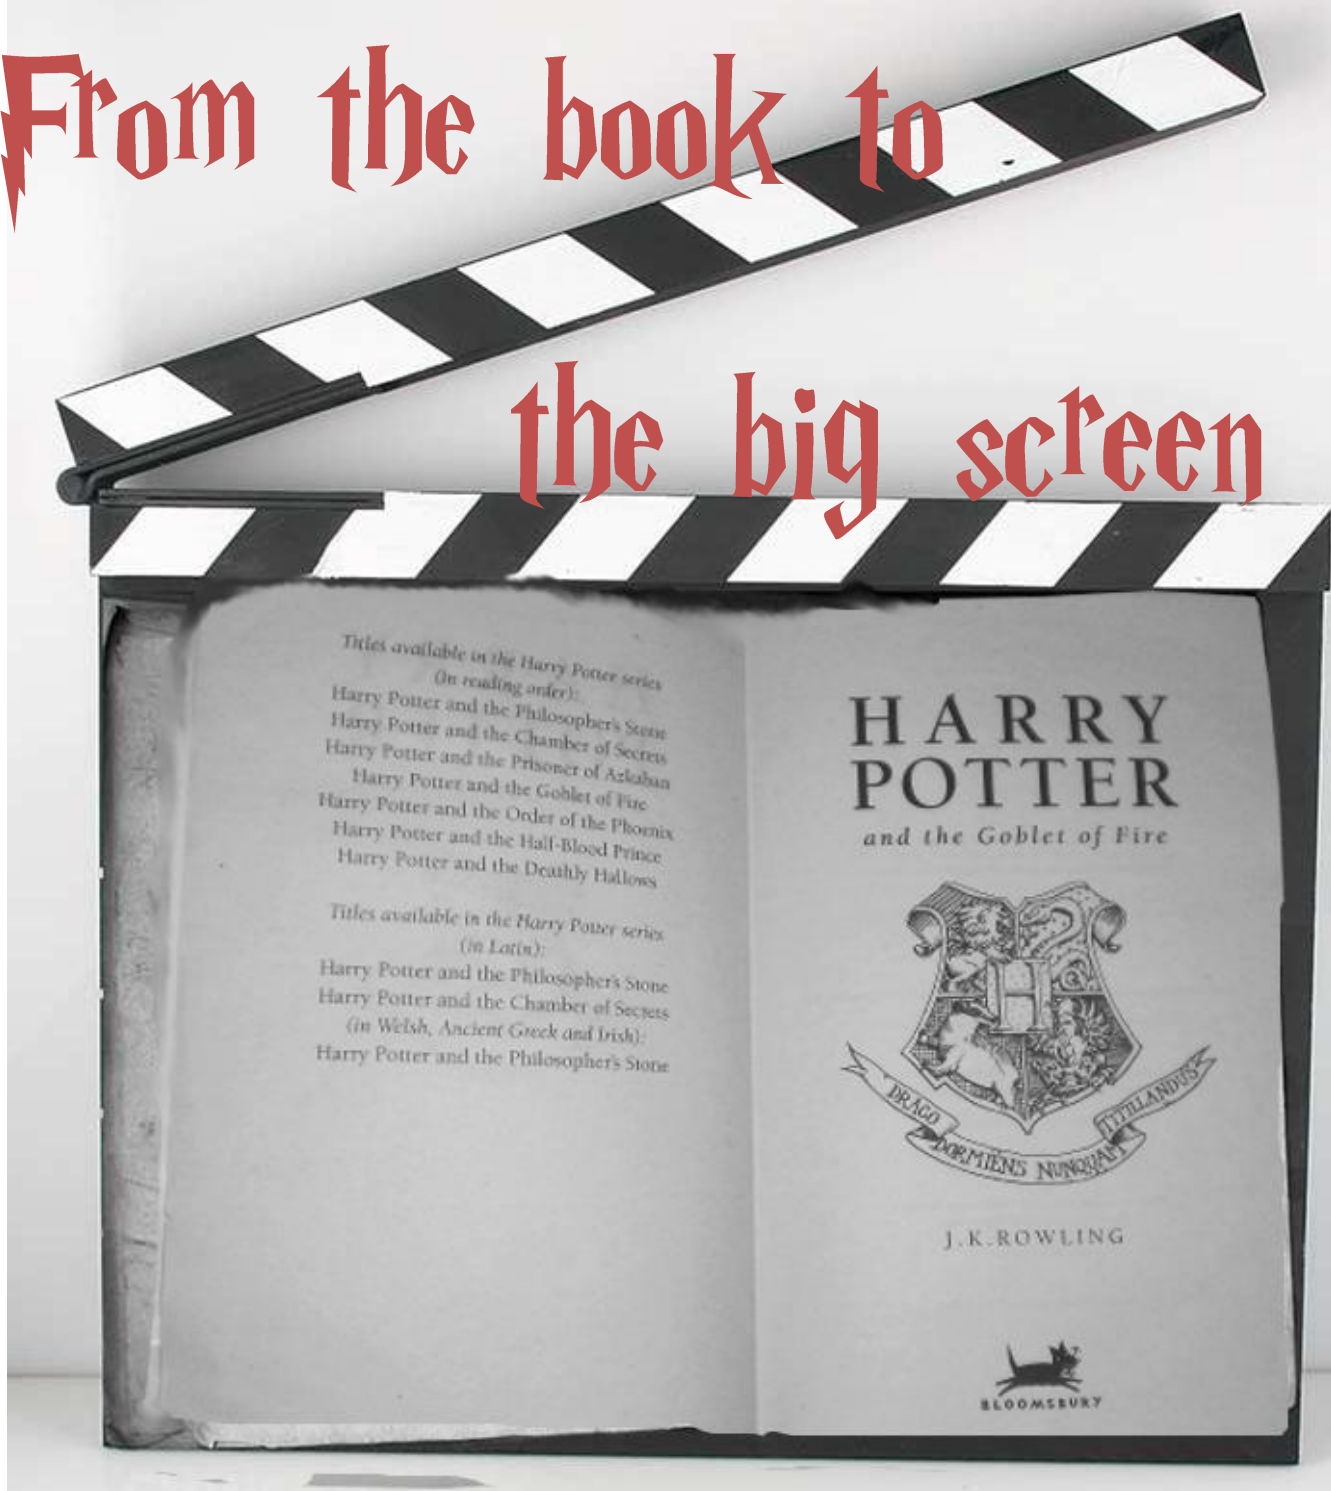 From the book to
the big screen
Titles available in the Harry Potter series
(in reading order):
Harry Potter and the Philosopher's Stone
Harry Potter and the Chamber of Secrets
Harry Potter and the Prisoner of Azkaban
Harry Potter and the Goblet of Fire
Harry Potter and the Order of the Phoenix
Harry Potter and the Half-Blood Prince
Harry Potter and the Deathly Hallows
Titles available in the Harry Potter series
(in Latin):
Harry Potter and the Philosopher's Stone
Harry Potter and the Chamber of Secrets
(in Welsh, Ancient Greek and Irish):
Harry Potter and the Philosopher's Stone
HARRY
POTTER
and the Goblet of Fire
H
DRACO
DORMIENS NUNQUAM
TITILLANDUS
J.K.ROWLING
BLOOMSBURY